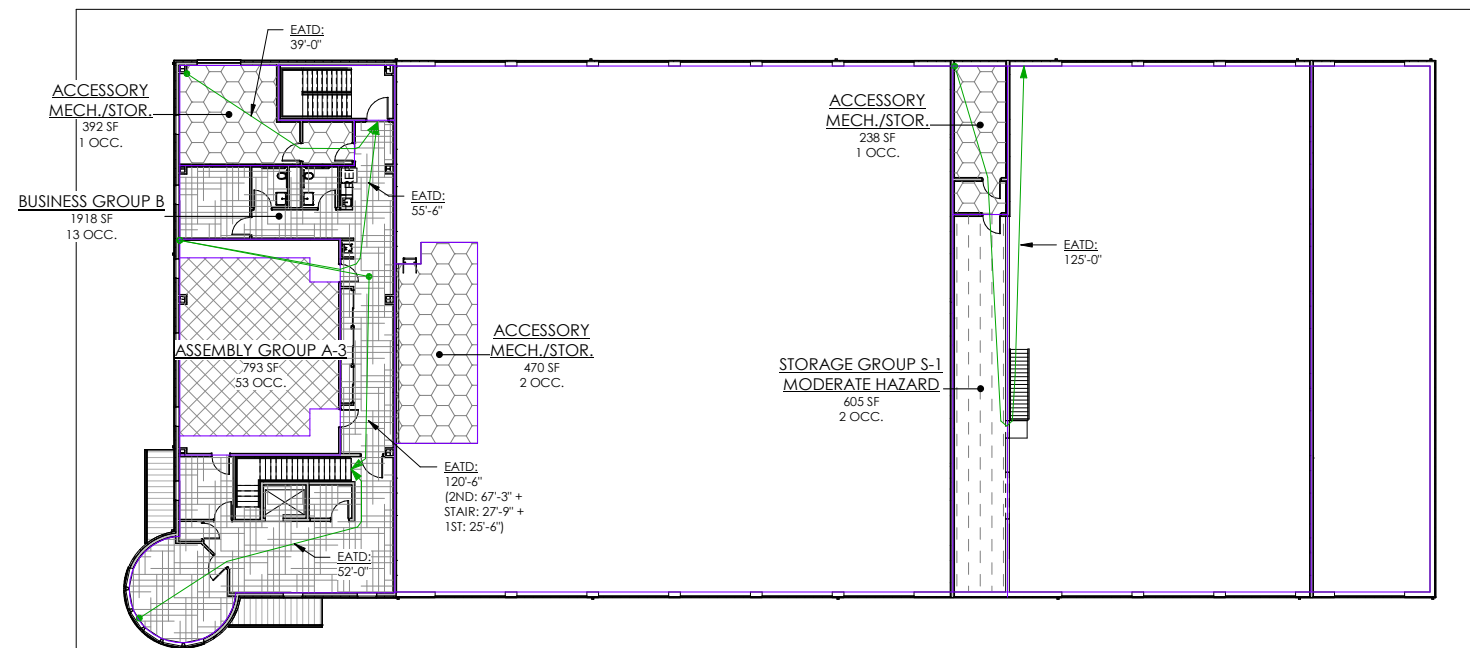 EATD:
39'-0"
ACCESSORY
MECH./STOR.
392 SF
1 OCC.
BUSINESS GROUP B
1918 SF
13 OCC.
REF
EATD:
55'-6"
ASSEMBLY GROUP A-3
793 SF
53 OCC.
ACCESSORY
MECH./STOR.
470 SF
2 OCC.
EATD:
120'-6"
(2ND: 67'-3" +
STAIR: 27'-9" +
1ST: 25'-6")
EATD:
52'-0"
ACCESSORY
MECH./STOR.
238 SF
1 OCC.
EATD:
125'-0"
STORAGE GROUP S-1
MODERATE HAZARD
605 SF
2 OCC.